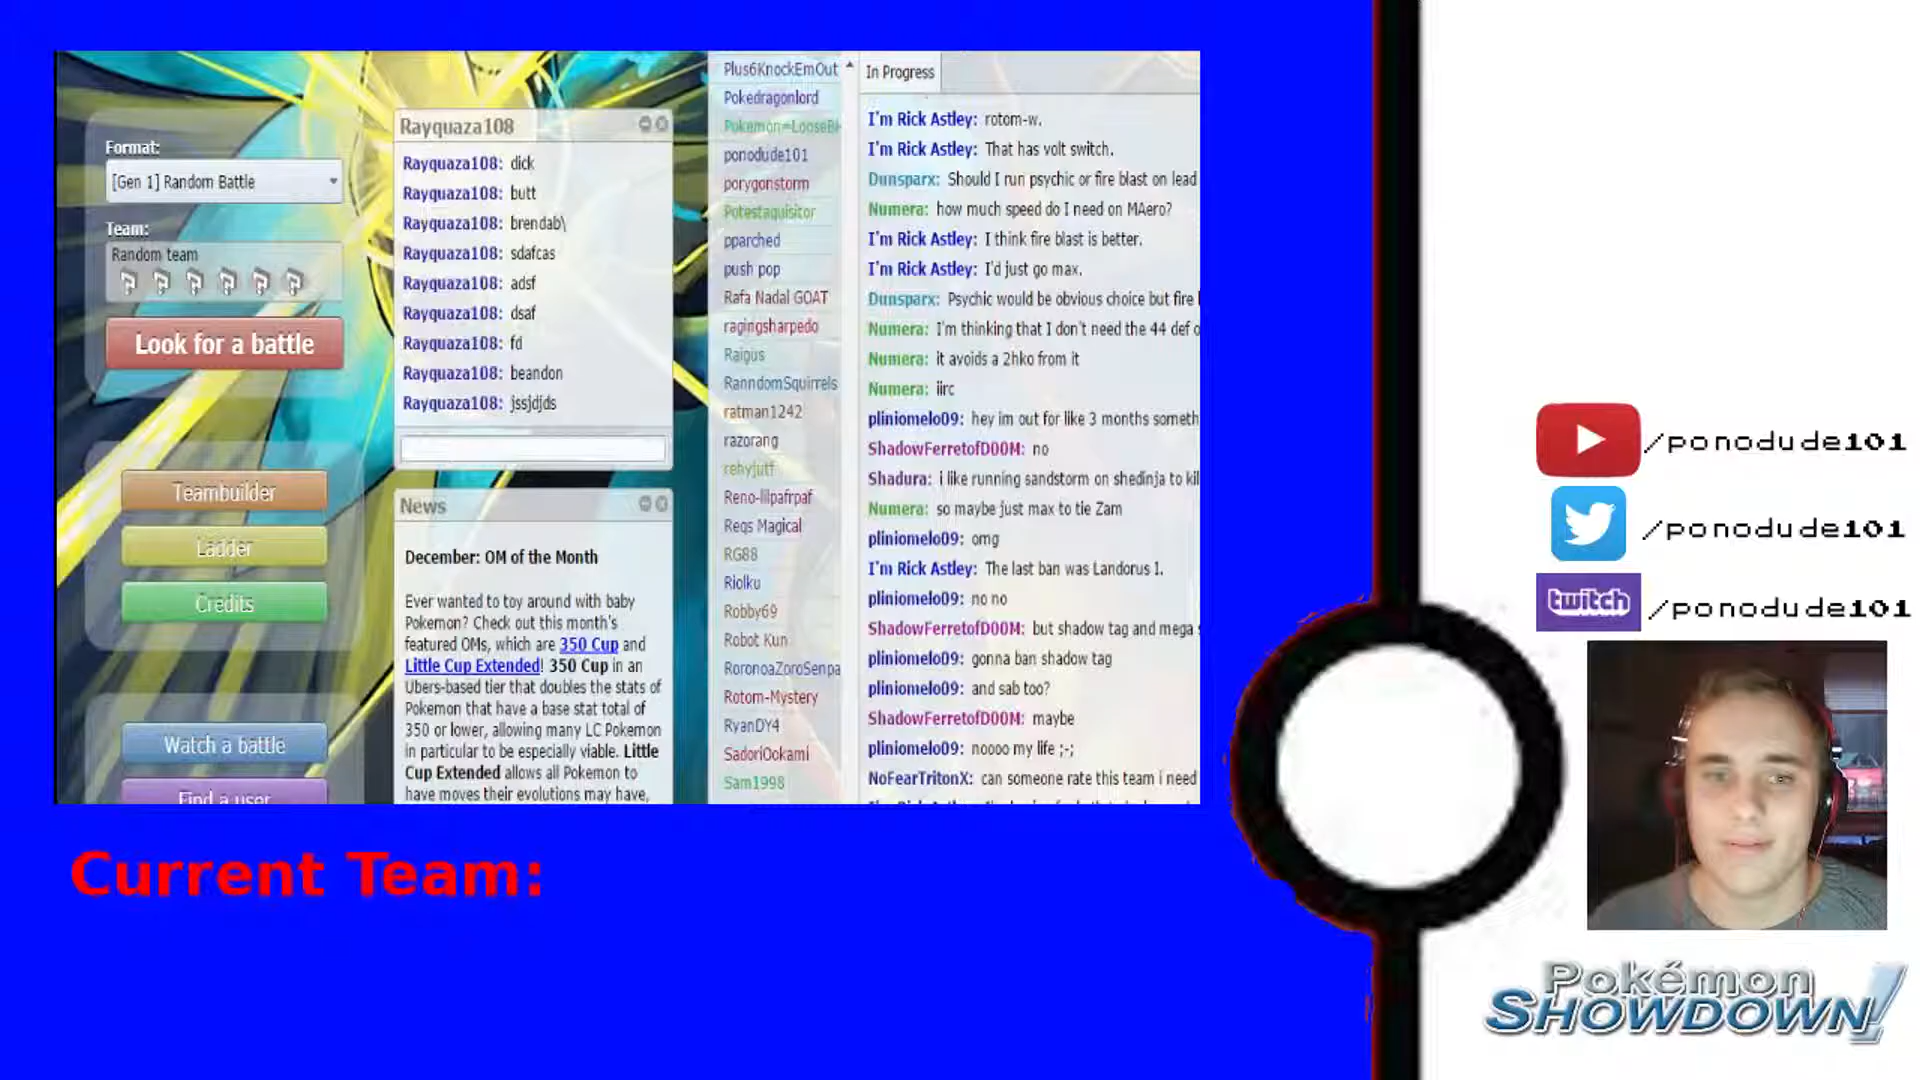 Format:
[Gen 1] Random Battle
Team:
Random team
Look for a battle
Teambuilder
Ladder
Credits
Watch a battle
Find a user
Rayquaza108
Rayquaza108: dick
Rayquaza108: butt
Rayquaza108: brendab\
Rayquaza108: sdafcas
Rayquaza108: adsf
Rayquaza108: dsaf
Rayquaza108: fd
Rayquaza108: beandon
Rayquaza108: jssjdjds
News
December: OM of the Month
Ever wanted to toy around with baby
Pokemon? Check out this month's
featured OMs, which are 350 Cup and
Little Cup Extended! 350 Cup in an
Ubers-based tier that doubles the stats of
Pokemon that have a base stat total of
350 or lower, allowing many LC Pokemon
in particular to be especially viable. Little
Cup Extended allows all Pokemon to
have moves their evolutions may have,
Plus6KnockEmOut
Pokedragonlord
Pokemon=LooseBH
ponodude101
porygonstorm
Potestaquisitor
pparched
push pop
Rafa Nadal GOAT
ragingsharpedo
Raigus
RanndomSquirrels
ratman1242
razorang
rehyjutf
Reno-lilpafrpaf
Reqs Magical
RG88
Riolku
Robby69
Robot Kun
RoronoaZoroSenpa
Rotom-Mystery
RyanDY4
SadoriOokami
Sam1998
In Progress
I'm Rick Astley: rotom-w.
I'm Rick Astley: That has volt switch.
Dunsparx: Should I run psychic or fire blast on lead
Numera: how much speed do I need on MAero?
I'm Rick Astley: I think fire blast is better.
I'm Rick Astley: I'd just go max.
Dunsparx: Psychic would be obvious choice but fire
Numera: I'm thinking that I don't need the 44 def
Numera: it avoids a 2hko from it
Numera: iirc
pliniomelo09: hey im out for like 3 months someth
ShadowFerretofD00M: no
Shadura: i like running sandstorm on shedinja to kil
Numera: so maybe just max to tie Zam
pliniomelo09: omg
I'm Rick Astley: The last ban was Landorus I.
pliniomelo09: no no
ShadowFerretofD00M: but shadow tag and mega
pliniomelo09: gonna ban shadow tag
pliniomelo09: and sab too?
ShadowFerretofD00M: maybe
pliniomelo09: noooo my life ;-;
NoFearTritonX: can someone rate this team i need
Current Team:
/ponodude101
/ponodude101
twitch /ponodude101
Pokémon
SHOWDOWN!